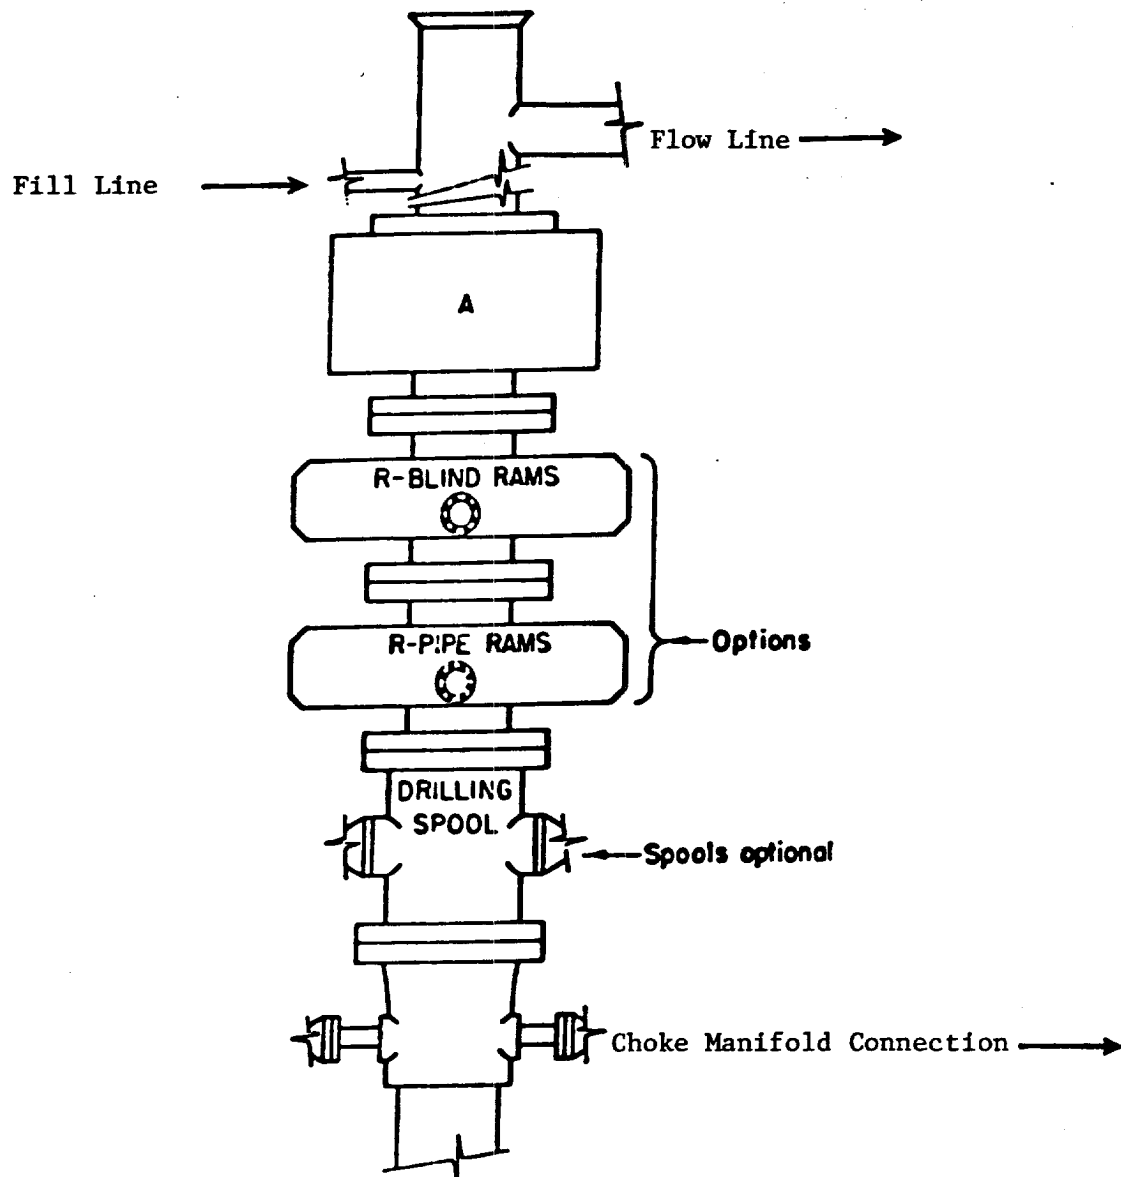 Flow Line
Fill Line
A
R-BLIND RAMS
R-PIPE RAMS
Options
DRILLING
SPOOL
Spools optional
Choke Manifold Connection